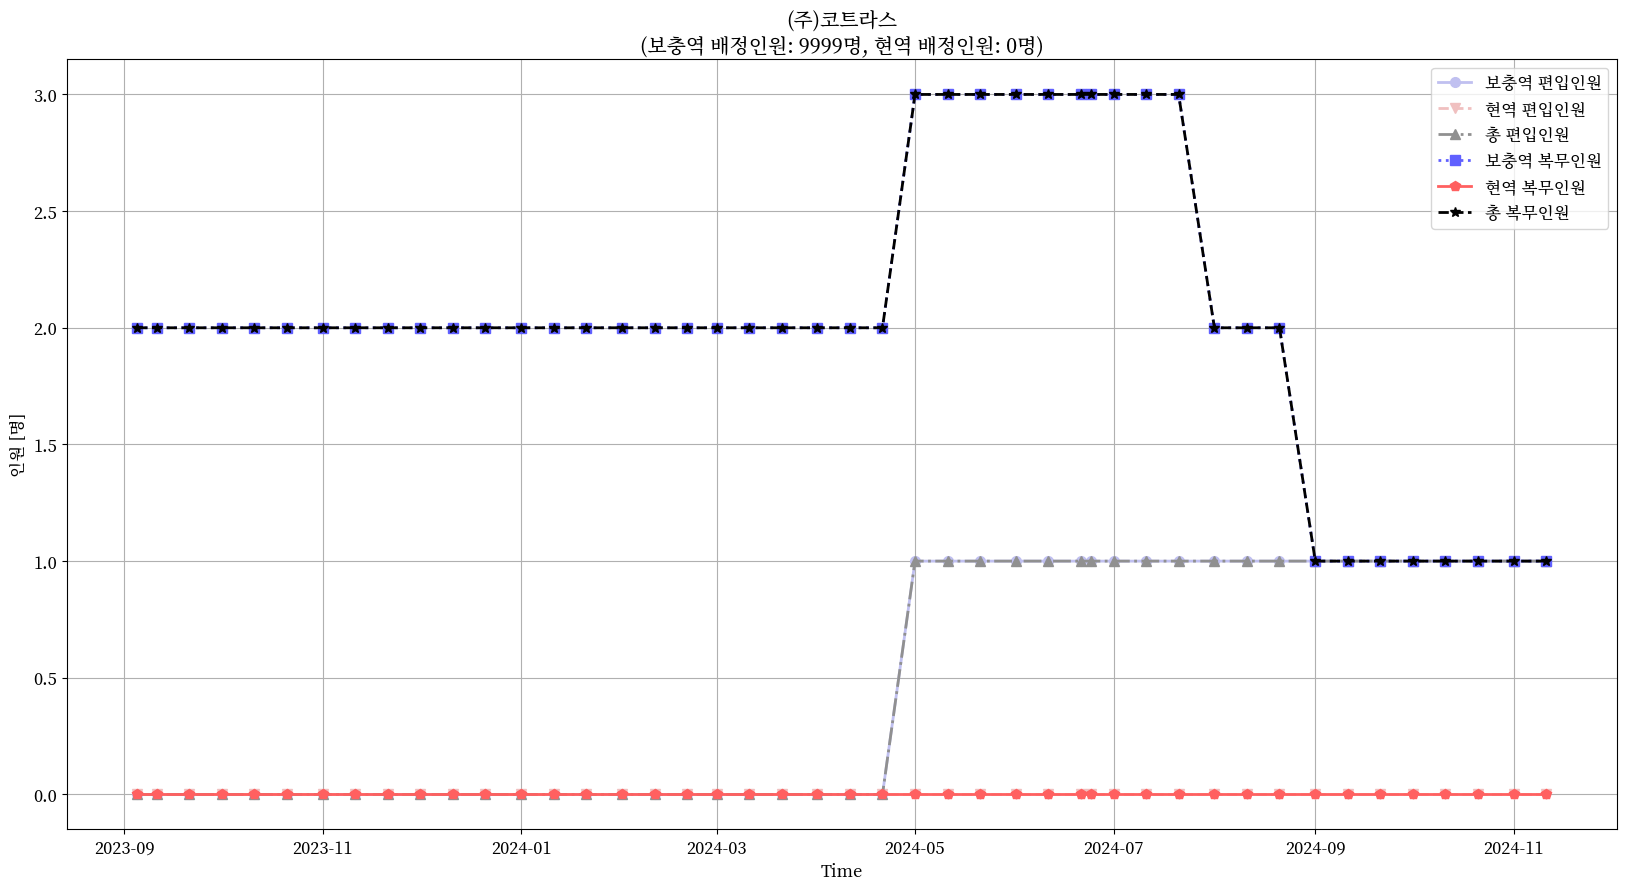 (주)코트라스
(보충역 배정인원: 9999명, 현역 배정인원: 0명)
보충역 편입인원
현역 편입인원
총 편입인원
보충역 복무인원
현역 복무인원
총 복무인원
인원 [명]
3.0
2.5
2.0
1.5
1.0
0.5
0.0
2023-09
2023-11
2024-01
2024-03
2024-05
2024-07
2024-09
2024-11
Time